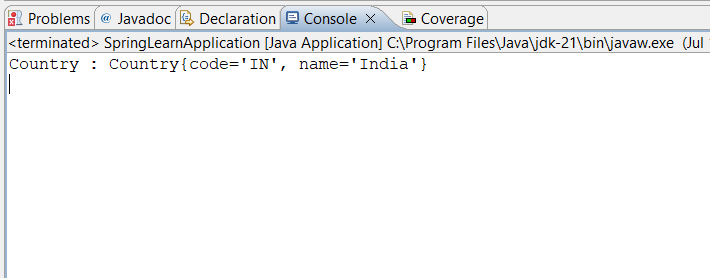 Problems @ Javadoc Declaration Console Coverage
<terminated> SpringLearnApplication [Java Application] C:\Program Files\Java\jdk-21\bin\javaw.exe (Jul
Country : Country{code='IN', name='India'}